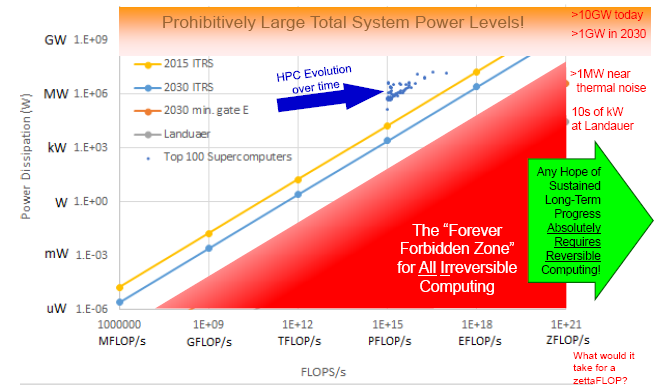 Prohibitively Large Total System Power Levels!
>10GW today
>1GW in 2030
GW 1.E+09
2015 ITRS
2030 ITRS
2030 min. gate E
Landuaer
Top 100 Supercomputers
HPC Evolution
over time
>1MW near
thermal noise
10s of kW
at Landauer
MW 1.E+06
kW 1.E+03
W 1.E+00
mW 1.E-03
uW 1.E-06
Power Dissipation (W)
The “Forever
Forbidden Zone”
for All Irreversible
Computing
Any Hope of
Sustained
Long-Term
Progress
Absolutely
Requires
Reversible
Computing!
1000000 1E+09 1E+12 1E+15 1E+18 1E+21
MFLOP/s GFLOP/s TFLOP/s PFLOP/s EFLOP/s ZFLOP/s
FLOPS/s
What would it
take for a
zettaFLOP?